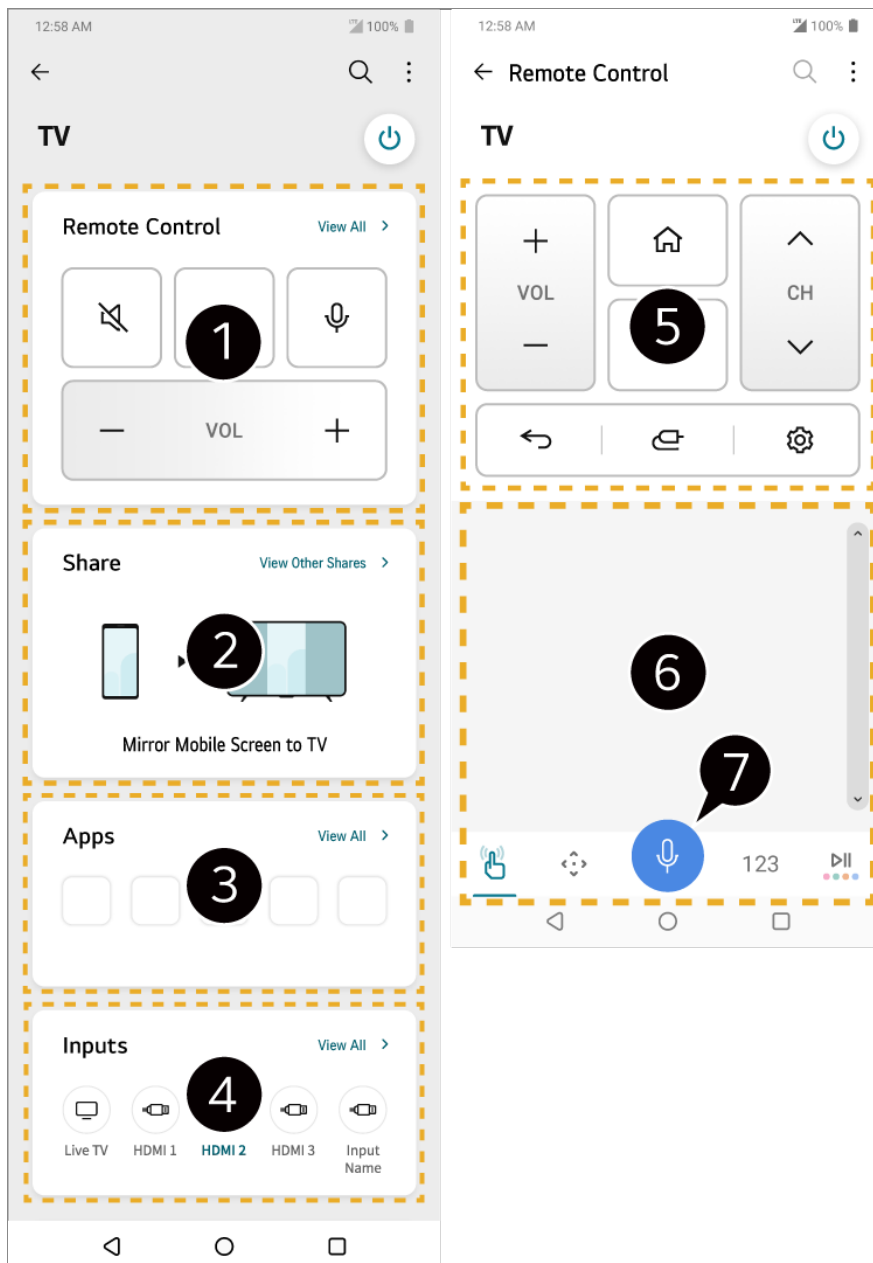 12:58 AM
LTE 100%
TV
Remote Control
View All >
1
VOL
Share
View Other Shares >
2
Mirror Mobile Screen to TV
Apps
View All >
3
Inputs
View All >
4
Live TV
HDMI 1
HDMI 2
HDMI 3
Input
Name
12:58 AM
LTE 100%
Remote Control
TV
VOL
CH
5
6
7
123